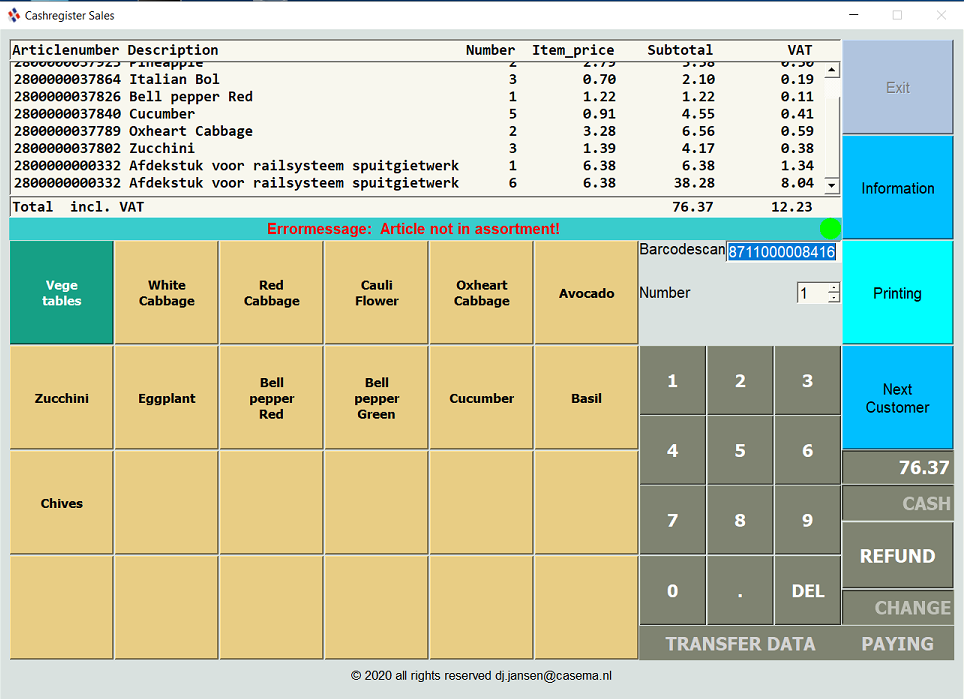 Cashregister Sales
Articlenumber Description Number Item_price Subtotal VAT
2800000037925 Pineapple 2 2.79 5.58 0.50
2800000037864 Italian Bol 3 0.70 2.10 0.19
2800000037826 Bell pepper Red 1 1.22 1.22 0.11
2800000037840 Cucumber 5 0.91 4.55 0.41
2800000037789 Oxheart Cabbage 2 3.28 6.56 0.59
2800000037802 Zucchini 3 1.39 4.17 0.38
2800000000332 Afdekstuk voor railsysteem spuitgietwerk 1 6.38 6.38 1.34
2800000000332 Afdekstuk voor railsysteem spuitgietwerk 6 6.38 38.28 8.04
Total incl. VAT 76.37 12.23
Errormessage: Article not in assortment!
Exit
Information
Printing
Next
Customer
Barcodescan 8711000008416
Number 1
Vege
tables
White
Cabbage
Red
Cabbage
Cauli
Flower
Oxheart
Cabbage
Avocado
Zucchini
Eggplant
Bell
pepper
Red
Bell
pepper
Green
Cucumber
Basil
Chives
1 2 3
4 5 6
7 8 9
0 . DEL
76.37
CASH
REFUND
CHANGE
TRANSFER DATA PAYING
© 2020 all rights reserved dj.jansen@casema.nl